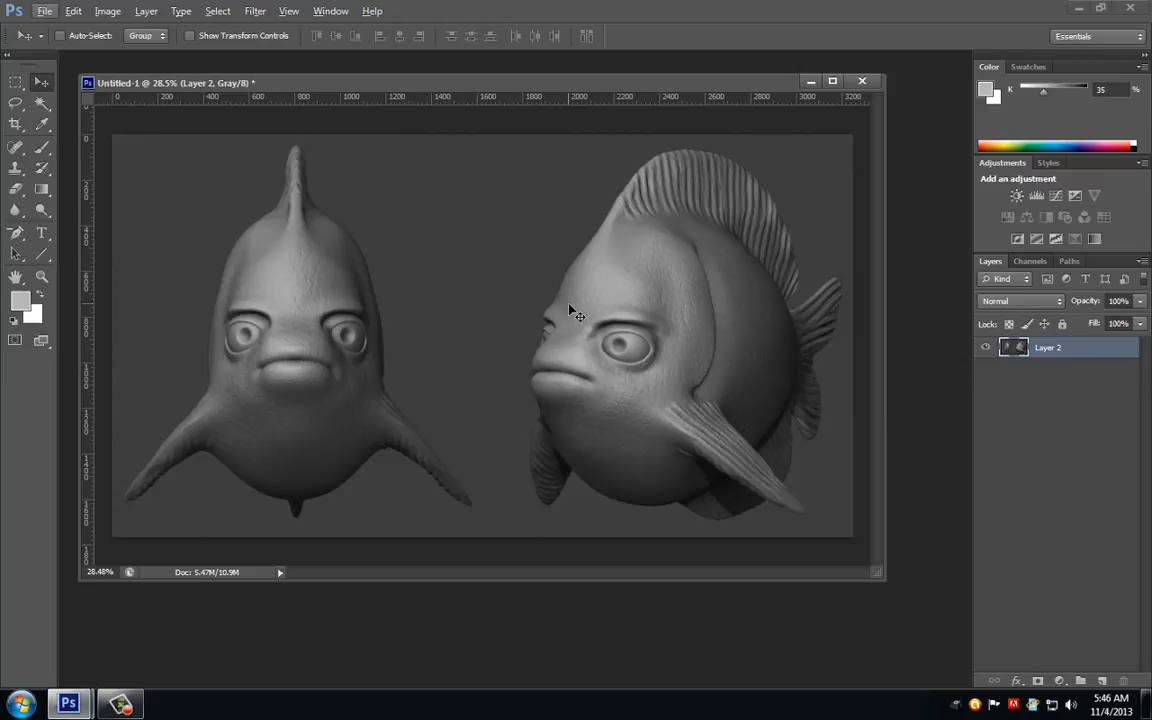 Ps File Edit Image Layer Type Select Filter View Window Help
Auto-Select: Group Show Transform Controls Essentials
Untitled-1 @ 28.5% (Layer 2, Gray/8) *
0 200 400 600 800 1000 1200 1400 1600 1800 2000 2200 2400 2600 2800 3000 3200
Color Swatches
K 35 %
Adjustments Styles
Add an adjustment
Layers Channels Paths
Kind
Normal Opacity: 100%
Lock: Fill: 100%
Layer 2
28.48% Doc: 5.47M/10.9M
Ps 5:46 AM
11/4/2013